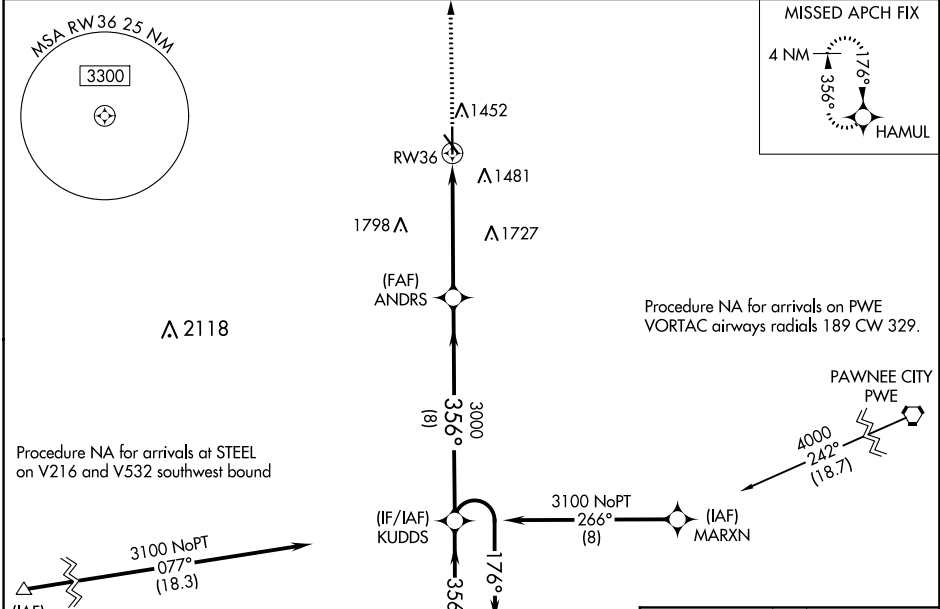 MSA RW36 25 NM
3300
MISSED APCH FIX
4 NM
356°
176°
HAMUL
1452
RW36
1481
1798
1727
(FAF)
ANDRS
2118
Procedure NA for arrivals on PWE
VORTAC airways radials 189 CW 329.
PAWNEE CITY
PWE
3000
356°
(8)
4000
242°
(18.7)
Procedure NA for arrivals at STEEL
on V216 and V532 southwest bound
(IF/IAF)
KUDDS
3100 NoPT
266°
(8)
(IAF)
MARXN
3100 NoPT
077°
(18.3)
176°
356
(IAF)